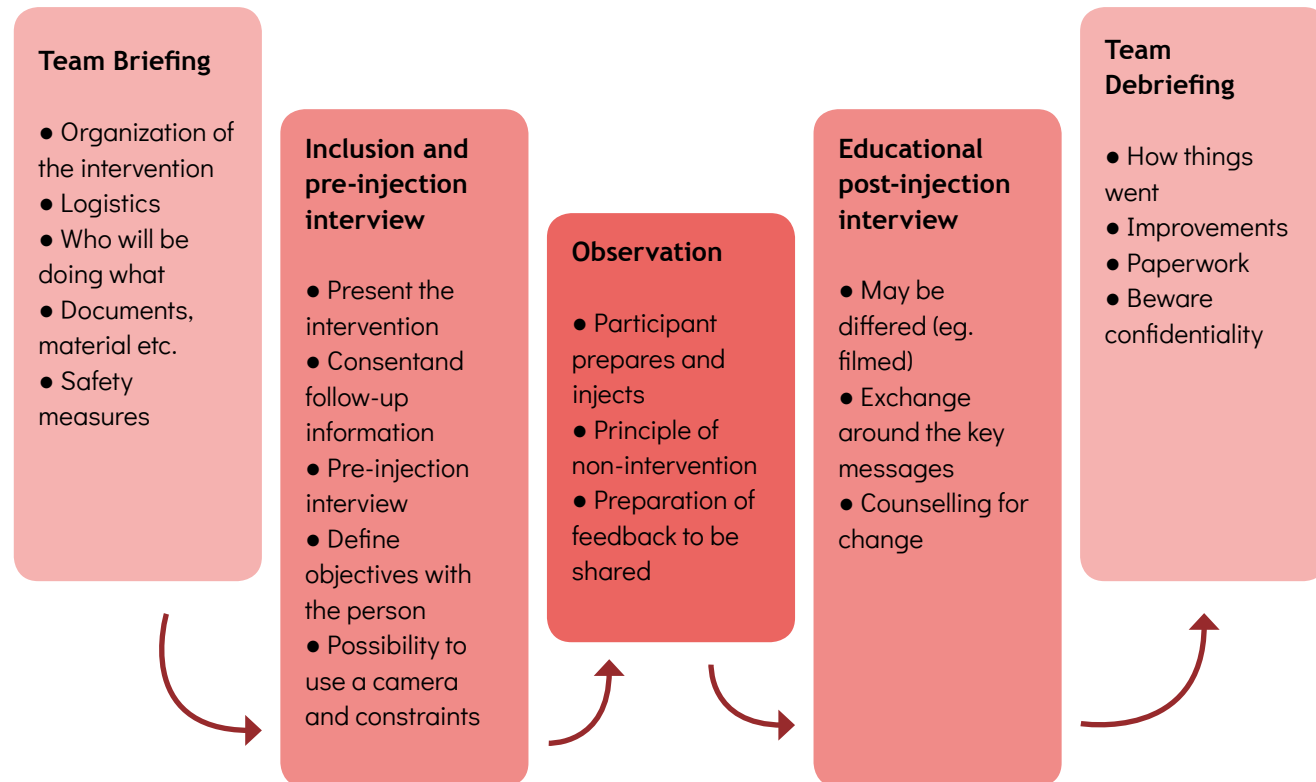 Team Briefing
● Organization of
the intervention
● Logistics
● Who will be
doing what
● Documents,
material etc.
● Safety
measures
Inclusion and
pre-injection
interview
● Present the
intervention
● Consentand
follow-up
information
● Pre-injection
interview
● Define
objectives with
the person
● Possibility to
use a camera
and constraints
Observation
● Participant
prepares and
injects
● Principle of
non-intervention
● Preparation of
feedback to be
shared
Educational
post-injection
interview
● May be
differed (eg.
filmed)
● Exchange
around the key
messages
● Counselling for
change
Team
Debriefing
● How things
went
● Improvements
● Paperwork
● Beware
confidentiality